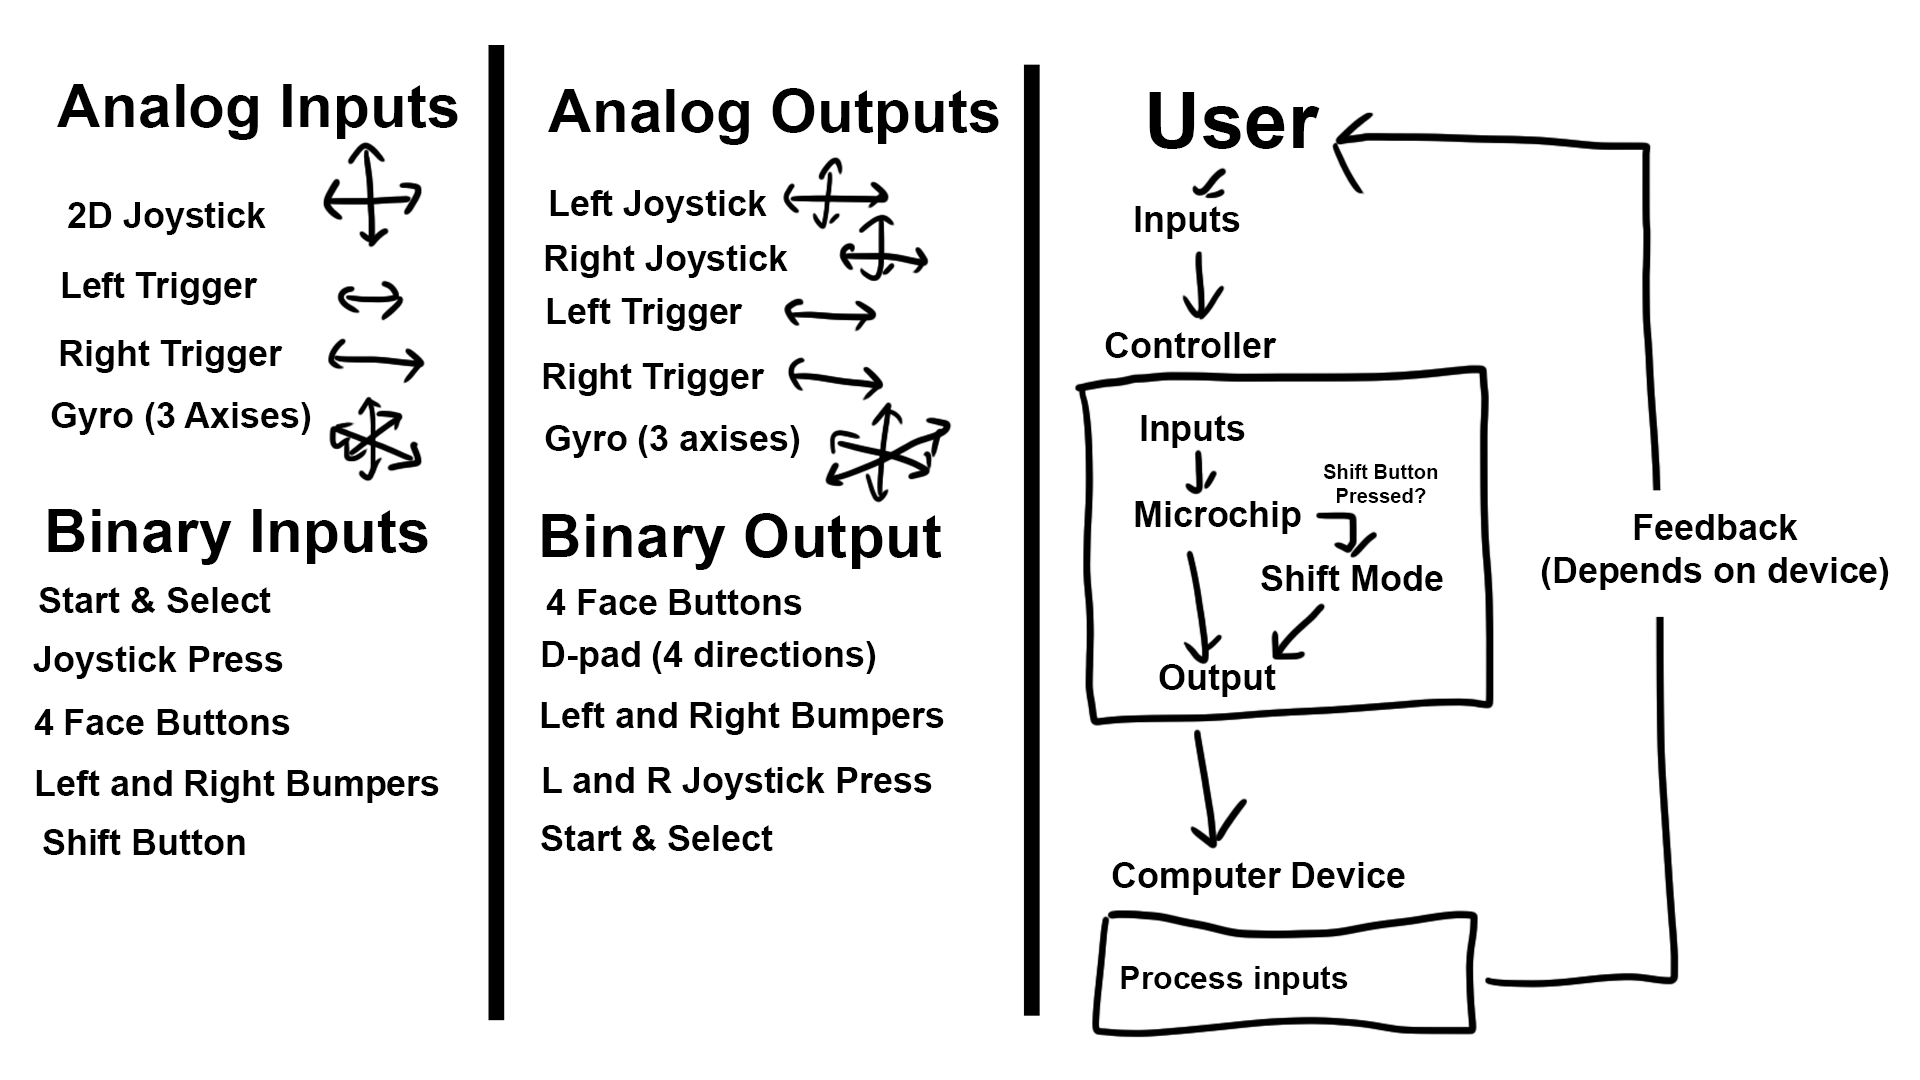 Analog Inputs
2D Joystick
Left Trigger
Right Trigger
Gyro (3 Axises)
Binary Inputs
Start & Select
Joystick Press
4 Face Buttons
Left and Right Bumpers
Shift Button
Analog Outputs
Left Joystick
Right Joystick
Left Trigger
Right Trigger
Gyro (3 axises)
Binary Output
4 Face Buttons
D-pad (4 directions)
Left and Right Bumpers
L and R Joystick Press
Start & Select
User
Inputs
Controller
Inputs
Microchip
Shift Button
Pressed?
Shift Mode
Output
Computer Device
Process inputs
Feedback
(Depends on device)